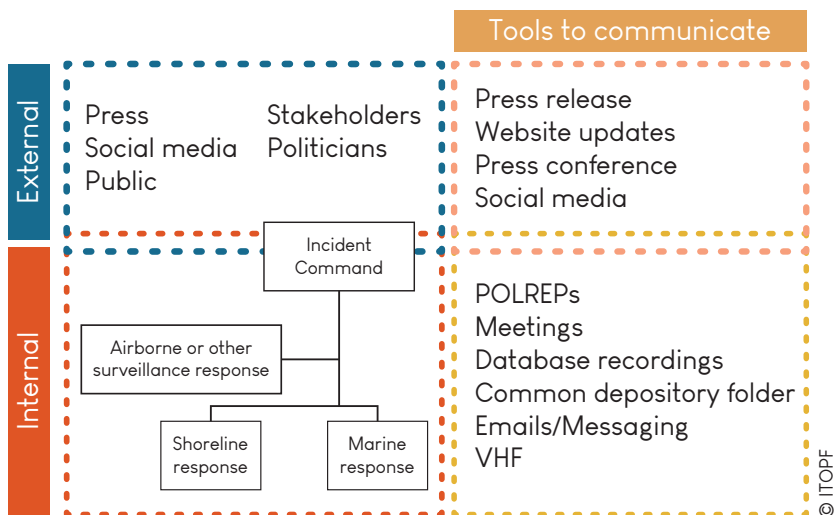 Tools to communicate
External
Press
Social media
Public
Stakeholders
Politicians
Press release
Website updates
Press conference
Social media
Internal
Incident
Command
Airborne or other
surveillance response
Shoreline
response
Marine
response
POLREPs
Meetings
Database recordings
Common depository folder
Emails/Messaging
VHF
© ITOPF